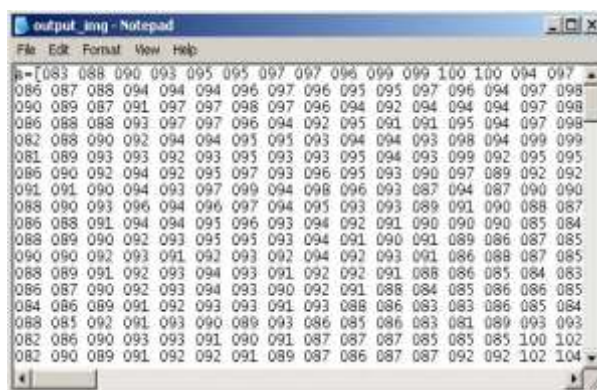 output_img - Notepad
File Edit Format View Help
a=[083 088 090 093 095 095 097 097 096 099 099 100 100 094 097
086 087 088 094 094 094 096 097 096 095 095 097 096 094 097 098
090 089 087 091 097 097 098 097 096 094 092 094 094 094 097 098
086 088 088 093 097 097 096 094 092 095 091 091 095 094 097 098
082 088 090 092 094 094 095 095 093 094 094 093 098 094 099 099
081 089 093 093 092 093 095 093 093 095 094 093 099 092 095 095
086 090 092 094 092 095 097 093 096 095 093 090 097 089 092 092
091 091 090 094 093 097 099 094 098 096 093 087 094 087 090 090
088 090 093 096 094 096 097 094 095 093 093 089 091 090 088 087
086 088 091 094 094 095 096 093 094 092 091 090 090 090 085 084
088 089 090 092 093 095 095 093 094 091 090 091 089 086 087 085
090 090 092 093 091 092 093 092 094 092 093 091 086 088 087 085
088 089 091 092 093 094 093 091 092 092 091 088 086 085 084 083
086 087 090 092 093 094 093 090 092 091 088 084 085 086 086 085
084 086 089 091 092 093 093 091 093 088 086 083 083 086 085 084
088 085 092 091 093 090 089 093 086 085 086 083 081 089 093 093
082 086 090 093 093 091 090 091 087 087 087 085 085 085 100 102
082 090 089 091 092 092 091 089 087 086 087 087 092 092 102 104